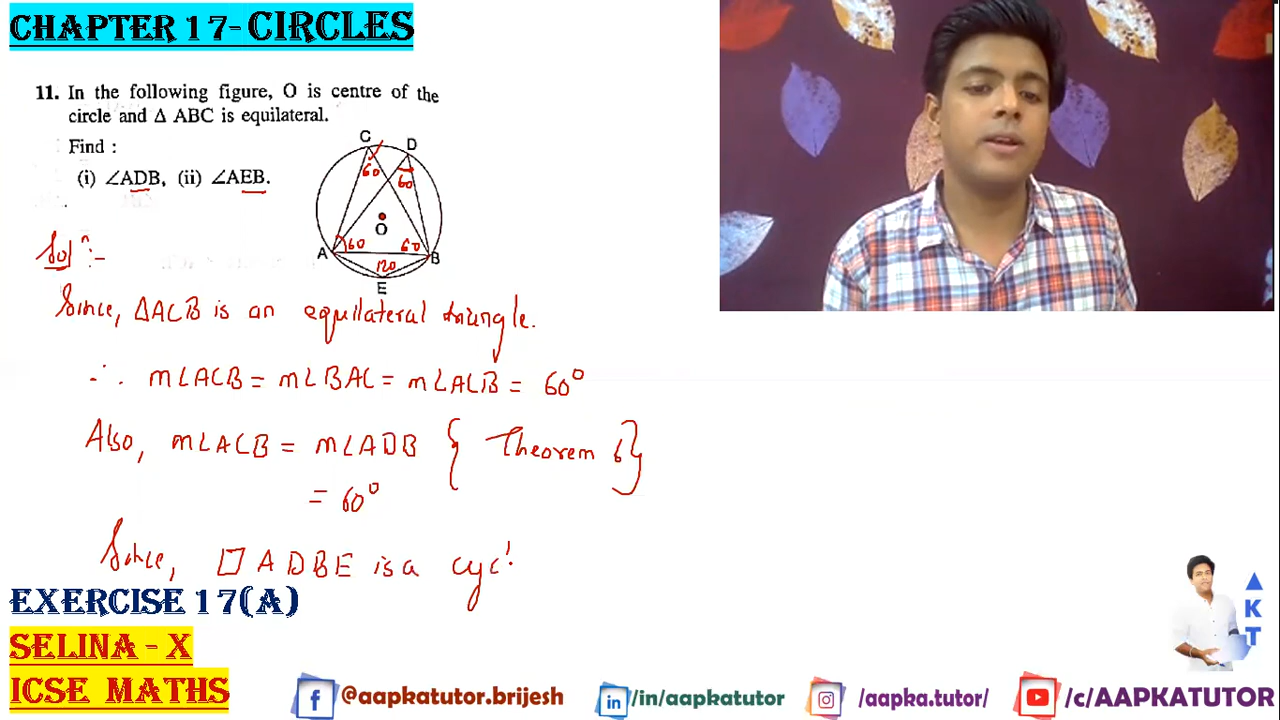 CHAPTER 17- CIRCLES
11. In the following figure, O is centre of the
circle and Δ ABC is equilateral.
Find :
(i) ∠ADB, (ii) ∠AEB.
C D
60 60
O
A 60 60 B
120
E
Solⁿ:-
Since, ΔACB is an equilateral triangle.
∴ m∠ACB = m∠BAC = m∠ACB = 60°
Also, m∠ACB = m∠ADB { Theorem 6}
= 60°
Since, □ ADBE is a cycl
EXERCISE 17(A)
SELINA - X
ICSE MATHS
AKT
@aapkatutor.brijesh
/in/aapkatutor
/aapka.tutor/
/c/AAPKATUTOR